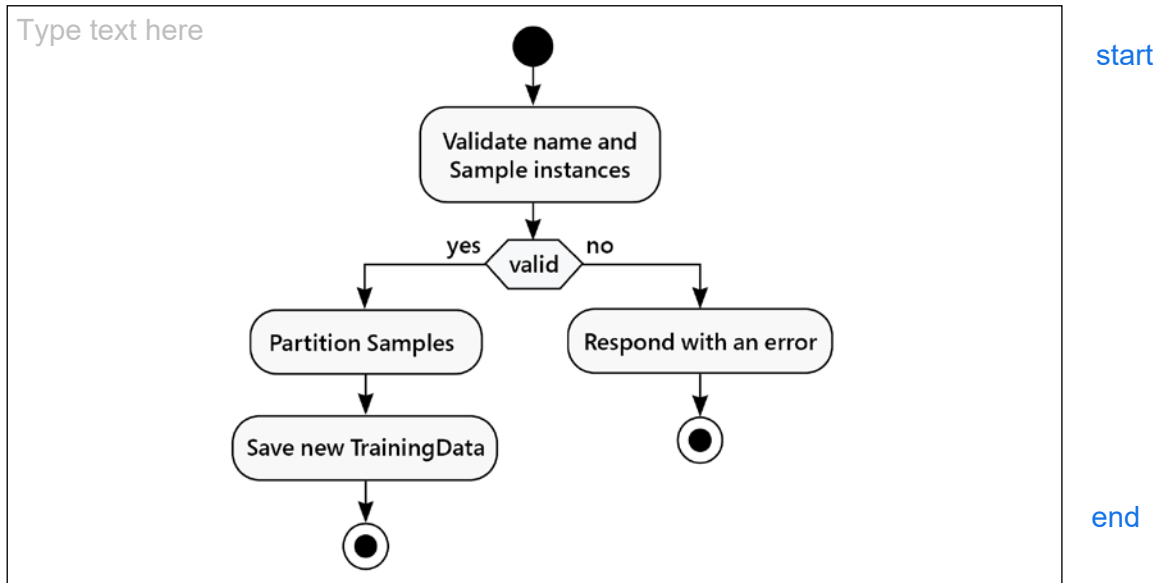 Type text here
start
Validate name and
Sample instances
yes
no
valid
Partition Samples
Respond with an error
Save new TrainingData
end